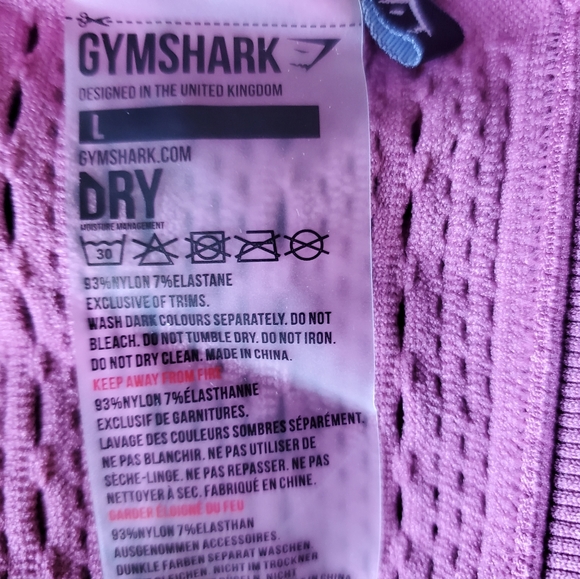 GYMSHARK
DESIGNED IN THE UNITED KINGDOM
L
GYMSHARK.COM
DRY
MOISTURE MANAGEMENT
30
93%NYLON 7%ELASTANE
EXCLUSIVE OF TRIMS.
WASH DARK COLOURS SEPARATELY. DO NOT
BLEACH. DO NOT TUMBLE DRY. DO NOT IRON.
DO NOT DRY CLEAN. MADE IN CHINA.
KEEP AWAY FROM FIRE
93%NYLON 7%ÉLASTHANNE
EXCLUSIF DE GARNITURES.
LAVAGE DES COULEURS SOMBRES SÉPARÉMENT.
NE PAS BLANCHIR. NE PAS UTILISER DE
SÈCHE-LINGE. NE PAS REPASSER. NE PAS
NETTOYER À SEC. FABRIQUÉ EN CHINE.
GARDER ÉLOIGNÉ DU FEU
93%NYLON 7%ELASTHAN
AUSGENOMMEN ACCESSOIRES.
DUNKLE FARBEN SEPARAT WASCHEN.
NICHT IM TROCKNER